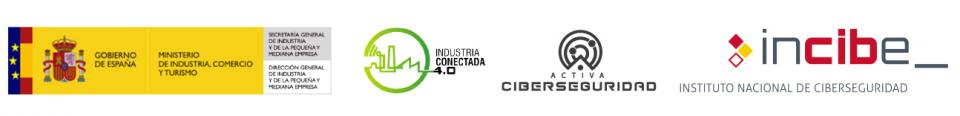 GOBIERNO
DE ESPAÑA
MINISTERIO
DE INDUSTRIA, COMERCIO
Y TURISMO
SECRETARÍA GENERAL
DE INDUSTRIA
Y DE LA PEQUEÑA Y
MEDIANA EMPRESA
DIRECCIÓN GENERAL
DE INDUSTRIA
Y DE LA PEQUEÑA Y
MEDIANA EMPRESA
INDUSTRIA
CONECTADA
4.0
ACTIVA
CIBERSEGURIDAD
incibe_
INSTITUTO NACIONAL DE CIBERSEGURIDAD